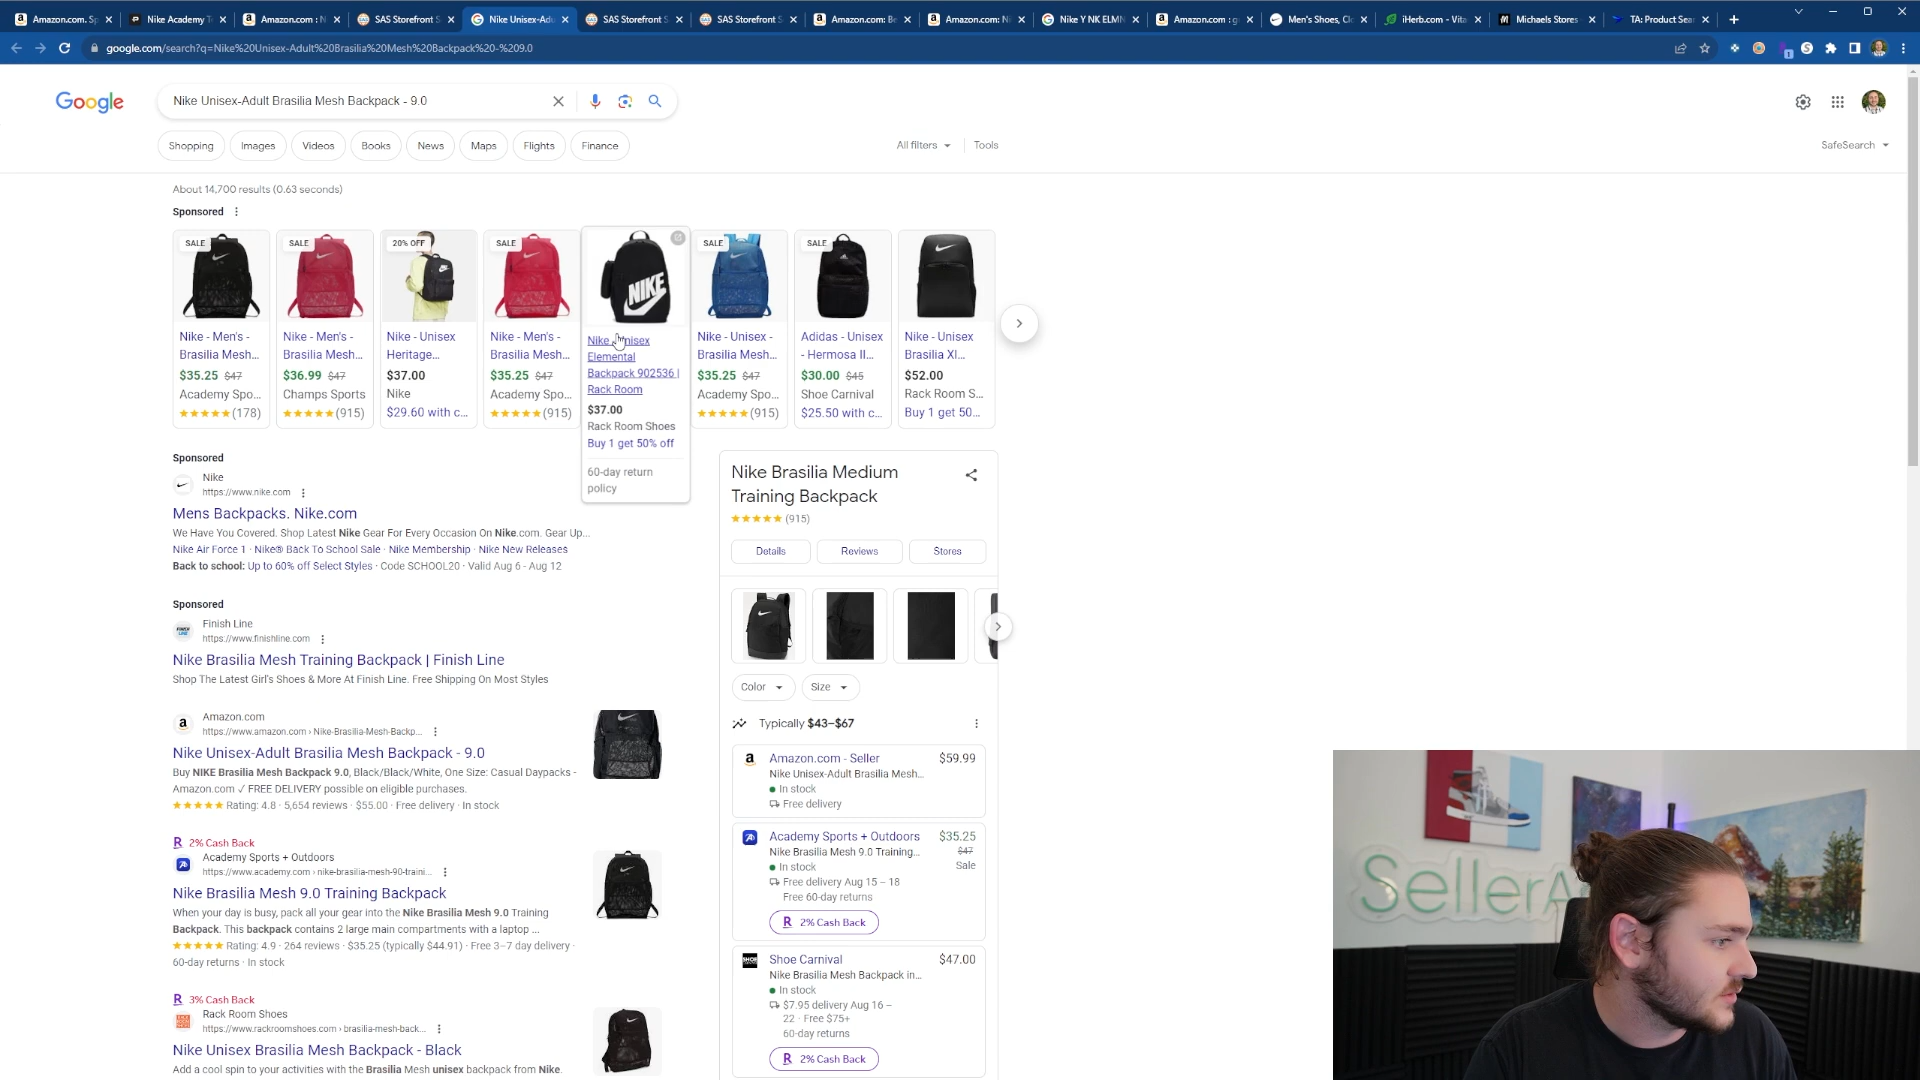 Amazon.com. Sp
Nike Academy T
Amazon.com : N
SAS Storefront S
Nike Unisex-Adu
SAS Storefront S
SAS Storefront S
Amazon.com: Be
Amazon.com: Ni
Nike Y NK ELMN
Amazon.com : g
Men's Shoes, Clo
iHerb.com - Vita
Michaels Stores -
TA: Product Sear
google.com/search?q=Nike%20Unisex-Adult%20Brasilia%20Mesh%20Backpack%20-%209.0
Google
Nike Unisex-Adult Brasilia Mesh Backpack - 9.0
Shopping
Images
Videos
Books
News
Maps
Flights
Finance
All filters
Tools
SafeSearch
About 14,700 results (0.63 seconds)
Sponsored
SALE
Nike - Men's -
Brasilia Mesh...
$35.25 $47
Academy Spo...
(178)
SALE
Nike - Men's -
Brasilia Mesh...
$36.99 $47
Champs Sports
(915)
20% OFF
Nike - Unisex
Heritage...
$37.00
Nike
$29.60 with c...
SALE
Nike - Men's -
Brasilia Mesh...
$35.25 $47
Academy Spo...
(915)
NIKE
Nike Unisex
Elemental
Backpack 902536 |
Rack Room
$37.00
Rack Room Shoes
Buy 1 get 50% off
60-day return
policy
SALE
Nike - Unisex -
Brasilia Mesh...
$35.25 $47
Academy Spo...
(915)
SALE
Adidas - Unisex
- Hermosa II...
$30.00 $45
Shoe Carnival
$25.50 with c...
Nike - Unisex
Brasilia Xl...
$52.00
Rack Room S...
Buy 1 get 50...
Sponsored
Nike
https://www.nike.com
Mens Backpacks. Nike.com
We Have You Covered. Shop Latest Nike Gear For Every Occasion On Nike.com. Gear Up...
Nike Air Force 1 · Nike® Back To School Sale · Nike Membership · Nike New Releases
Back to school: Up to 60% off Select Styles · Code SCHOOL20 · Valid Aug 6 - Aug 12
Sponsored
Finish Line
https://www.finishline.com
Nike Brasilia Mesh Training Backpack | Finish Line
Shop The Latest Girl's Shoes & More At Finish Line. Free Shipping On Most Styles
Amazon.com
https://www.amazon.com › Nike-Brasilia-Mesh-Backp...
Nike Unisex-Adult Brasilia Mesh Backpack - 9.0
Buy NIKE Brasilia Mesh Backpack 9.0, Black/Black/White, One Size: Casual Daypacks -
Amazon.com ✓ FREE DELIVERY possible on eligible purchases.
Rating: 4.8 · 5,654 reviews · $55.00 · Free delivery · In stock
R 2% Cash Back
Academy Sports + Outdoors
https://www.academy.com › nike-brasilia-mesh-90-traini...
Nike Brasilia Mesh 9.0 Training Backpack
When your day is busy, pack all your gear into the Nike Brasilia Mesh 9.0 Training
Backpack. This backpack contains 2 large main compartments with a laptop ...
Rating: 4.9 · 264 reviews · $35.25 (typically $44.91) · Free 3–7 day delivery ·
60-day returns · In stock
R 3% Cash Back
Rack Room Shoes
https://www.rackroomshoes.com › brasilia-mesh-back...
Nike Unisex Brasilia Mesh Backpack - Black
Add a cool spin to your activities with the Brasilia Mesh unisex backpack from Nike.
Nike Brasilia Medium
Training Backpack
(915)
Details
Reviews
Stores
Color
Size
Typically $43–$67
Amazon.com - Seller $59.99
Nike Unisex-Adult Brasilia Mesh...
In stock
Free delivery
Academy Sports + Outdoors $35.25
Nike Brasilia Mesh 9.0 Training... $47
In stock Sale
Free delivery Aug 15 – 18
Free 60-day returns
R 2% Cash Back
Shoe Carnival $47.00
Nike Brasilia Mesh Backpack in...
In stock
$7.95 delivery Aug 16 –
22 · Free $75+
60-day returns
R 2% Cash Back
SellerA